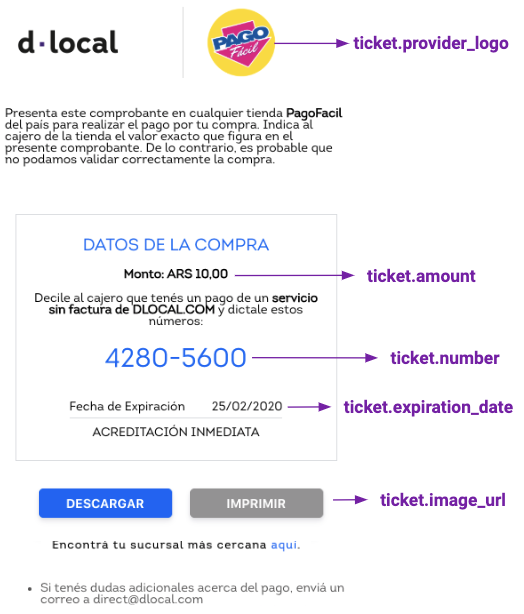 d·local
PAGO
Fácil
ticket.provider_logo
Presenta este comprobante en cualquier tienda PagoFacil
del país para realizar el pago por tu compra. Indica al
cajero de la tienda el valor exacto que figura en el
presente comprobante. De lo contrario, es probable que
no podamos validar correctamente la compra.
DATOS DE LA COMPRA
Monto: ARS 10,00
ticket.amount
Decile al cajero que tenés un pago de un servicio
sin factura de DLOCAL.COM y dictale estos
números:
4280-5600
ticket.number
Fecha de Expiración 25/02/2020
ticket.expiration_date
ACREDITACIÓN INMEDIATA
DESCARGAR
IMPRIMIR
ticket.image_url
Encontrá tu sucursal más cercana aquí.
• Si tenés dudas adicionales acerca del pago, enviá un
correo a direct@dlocal.com